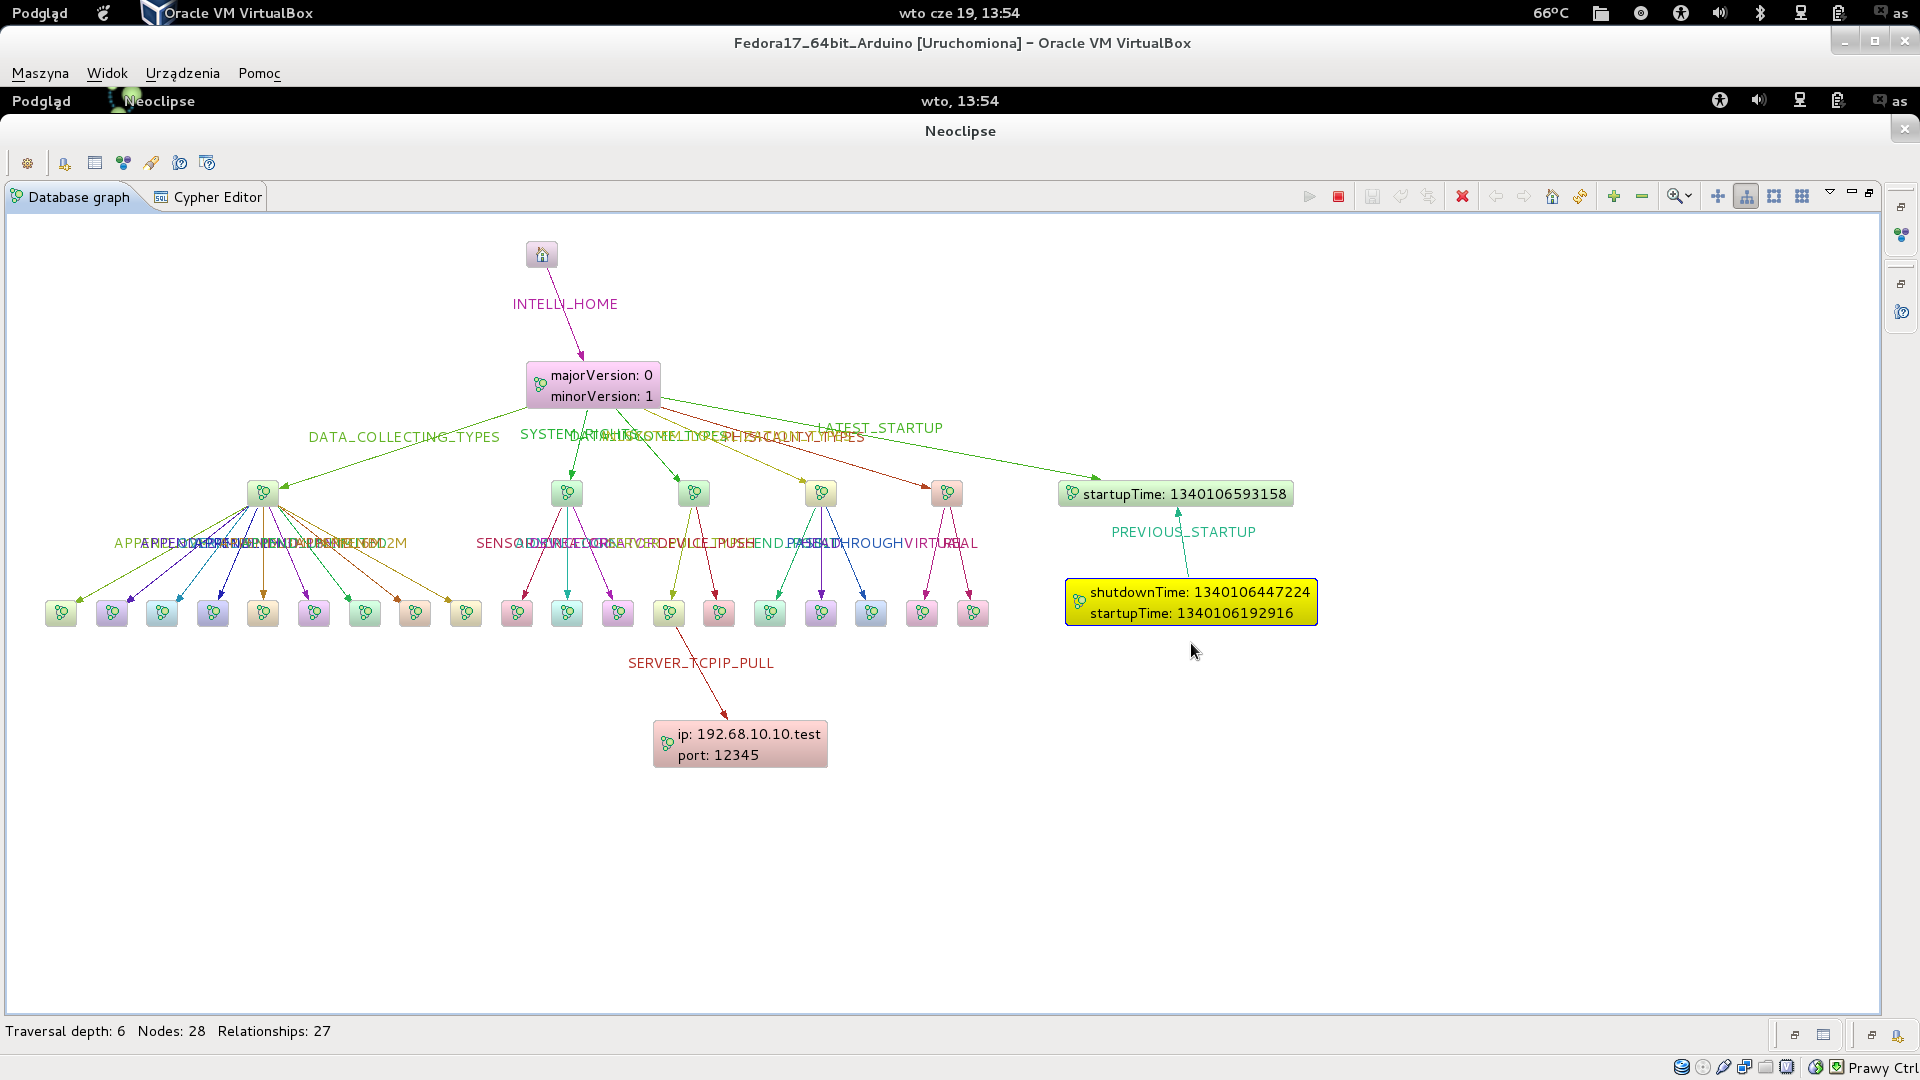 Podgląd Oracle VM VirtualBox wto cze 19, 13:54 66°C as
Fedora17_64bit_Arduino [Uruchomiona] – Oracle VM VirtualBox
Maszyna Widok Urządzenia Pomoc
Podgląd Neoclipse wto, 13:54 as
Neoclipse
Database graph Cypher Editor
INTELLI_HOME
majorVersion: 0
minorVersion: 1
LATEST_STARTUP
DATA_COLLECTING_TYPES PHISICALITY_TYPES
startupTime: 1340106593158
PREVIOUS_STARTUP
VIRTUAL REAL
shutdownTime: 1340106447224
startupTime: 1340106192916
SERVER_TCPIP_PULL
ip: 192.68.10.10.test
port: 12345
Traversal depth: 6 Nodes: 28 Relationships: 27
Prawy Ctrl